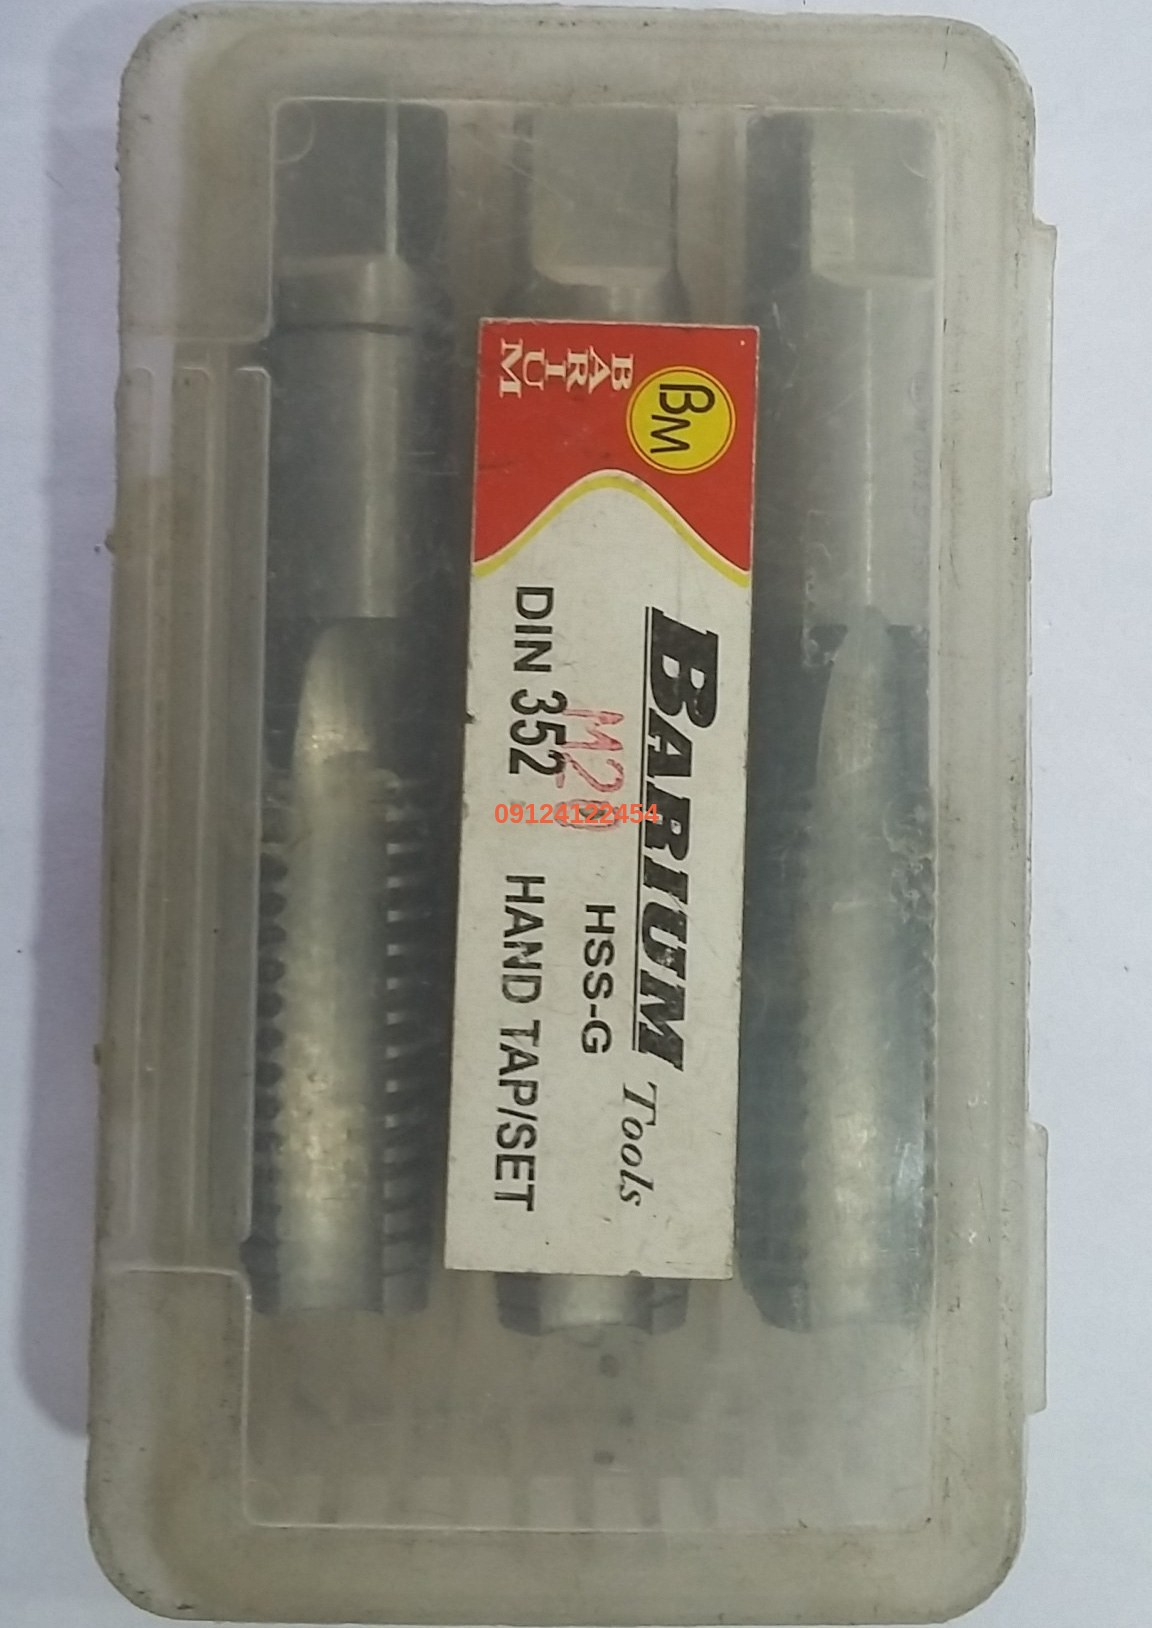 BM
BARIUM
BARIUM Tools
HSS-G
M20
DIN 352 HAND TAP/SET
09124122454